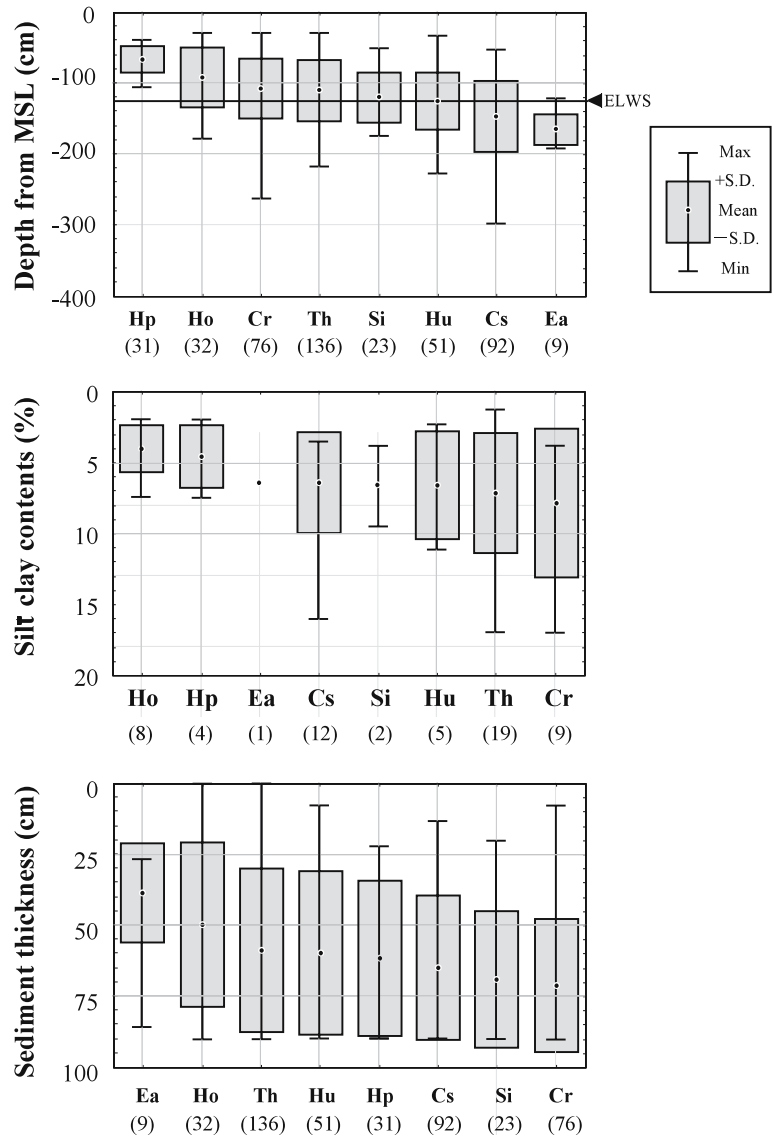 Depth from MSL (cm)
0
-100
-200
-300
-400
ELWS
Max
+S.D.
Mean
—S.D.
Min
Hp Ho Cr Th Si Hu Cs Ea
(31) (32) (76) (136) (23) (51) (92) (9)
Silt clay contents (%)
0
5
10
15
20
Ho Hp Ea Cs Si Hu Th Cr
(8) (4) (1) (12) (2) (5) (19) (9)
Sediment thickness (cm)
0
25
50
75
100
Ea Ho Th Hu Hp Cs Si Cr
(9) (32) (136) (51) (31) (92) (23) (76)